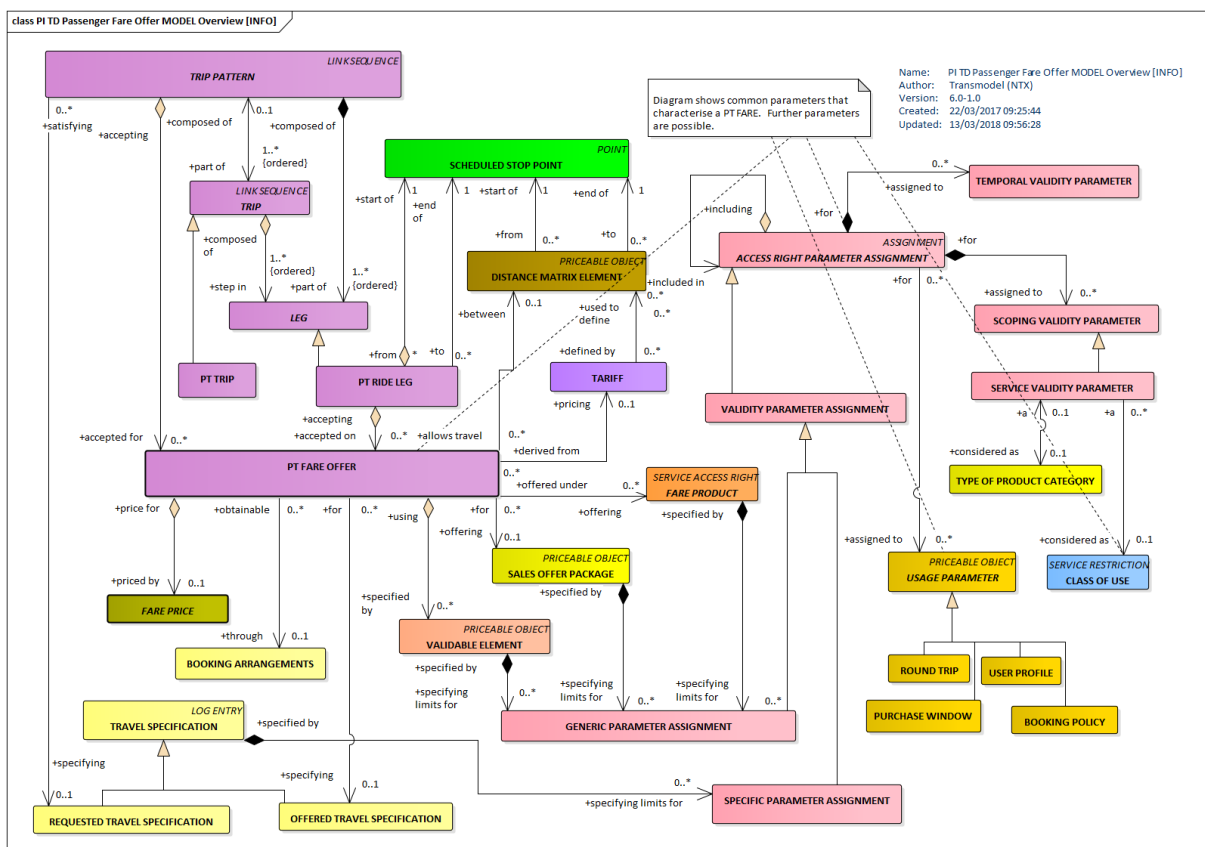 class PI TD Passenger Fare Offer MODEL Overview [INFO]
Name: PI TD Passenger Fare Offer MODEL Overview [INFO]
Author: Transmodel (NTX)
Version: 6.0-1.0
Created: 22/03/2017 09:25:44
Updated: 13/03/2018 09:56:28
Diagram shows common parameters that
characterise a PT FARE. Further parameters
are possible.
LINK SEQUENCE
TRIP PATTERN
0..*
+satisfying
+accepting
+composed of
0..1
+composed of
1..*
{ordered}
+part of
LINK SEQUENCE
TRIP
+composed of
1..*
{ordered}
+step in
+part of
1..*
{ordered}
LEG
PT TRIP
PT RIDE LEG
POINT
SCHEDULED STOP POINT
1
+start of
1
+end
of
+start of
1
+end of
1
+from
0..*
+to
0..*
PRICEABLE OBJECT
DISTANCE MATRIX ELEMENT
+between
0..1
+used to
define
+included in
0..*
0..*
+from
*
+to
0..*
+defined by
0..*
TARIFF
+pricing
0..1
+accepting
+accepted on
0..*
+allows travel
0..*
+derived from
+accepted for
0..*
PT FARE OFFER
0..*
+offered under
0..*
+offering
SERVICE ACCESS RIGHT
FARE PRODUCT
+specified by
+price for
+obtainable
0..*
+for
0..*
+using
+offering
+for
0..*
0..1
PRICEABLE OBJECT
SALES OFFER PACKAGE
+specified by
+priced by
0..1
FARE PRICE
+through
0..1
BOOKING ARRANGEMENTS
+specified
by
0..*
PRICEABLE OBJECT
VALIDABLE ELEMENT
+specified by
+specifying
limits for
0..*
+specifying
limits for
0..*
+specifying
limits for
0..*
0..*
GENERIC PARAMETER ASSIGNMENT
LOG ENTRY
TRAVEL SPECIFICATION
+specified by
+specifying
0..1
REQUESTED TRAVEL SPECIFICATION
+specifying
0..1
OFFERED TRAVEL SPECIFICATION
0..*
+specifying limits for
SPECIFIC PARAMETER ASSIGNMENT
0..*
+assigned to
TEMPORAL VALIDITY PARAMETER
+including
+for
ASSIGNMENT
ACCESS RIGHT PARAMETER ASSIGNMENT
+for
+for
0..*
+assigned to
0..*
SCOPING VALIDITY PARAMETER
SERVICE VALIDITY PARAMETER
+a
0..1
+a
0..*
VALIDITY PARAMETER ASSIGNMENT
+considered as
0..1
TYPE OF PRODUCT CATEGORY
+assigned to
0..*
+considered as
0..1
PRICEABLE OBJECT
USAGE PARAMETER
SERVICE RESTRICTION
CLASS OF USE
ROUND TRIP
USER PROFILE
PURCHASE WINDOW
BOOKING POLICY